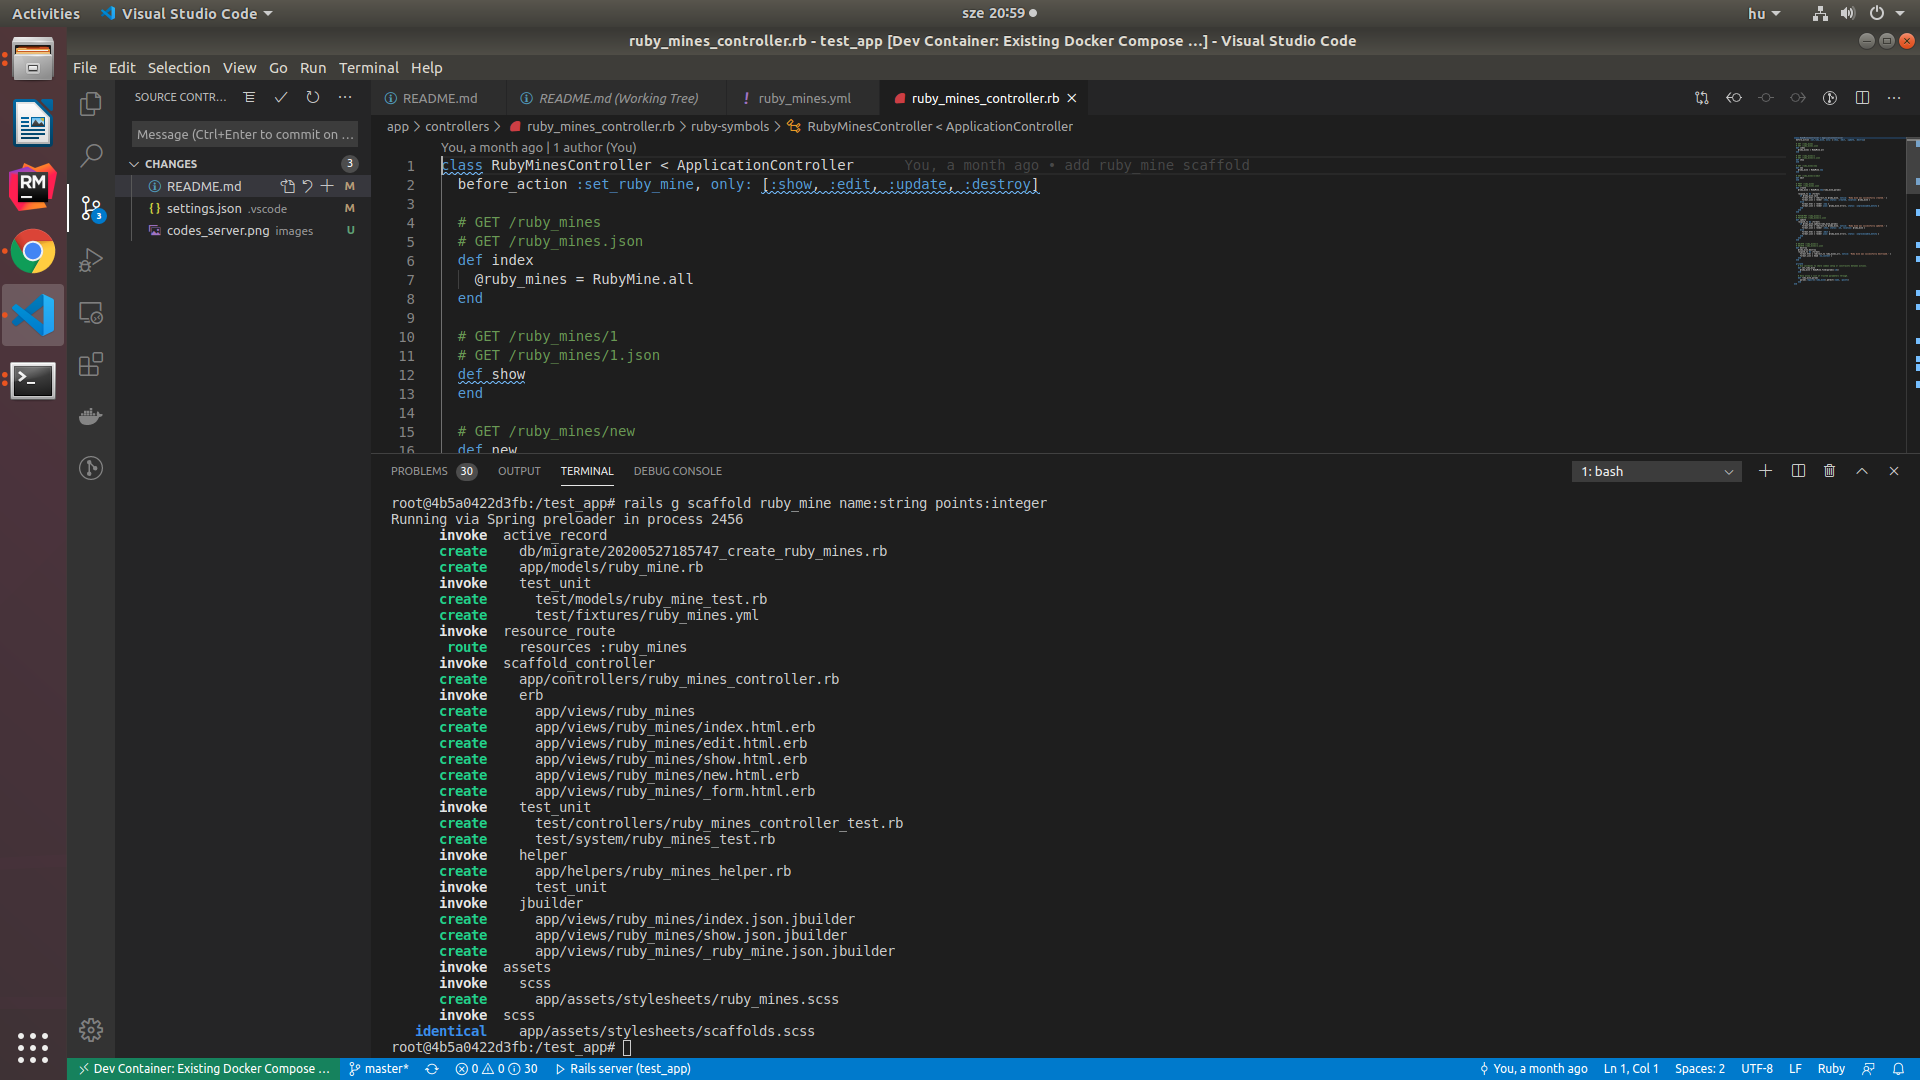 Activities
Visual Studio Code
sze 20:59
hu
ruby_mines_controller.rb - test_app [Dev Container: Existing Docker Compose ...] - Visual Studio Code
File Edit Selection View Go Run Terminal Help
SOURCE CONTR...
README.md
README.md (Working Tree)
! ruby_mines.yml
ruby_mines_controller.rb
Message (Ctrl+Enter to commit on ...
CHANGES 3
README.md M
{} settings.json .vscode M
codes_server.png images U
3
RM
app > controllers > ruby_mines_controller.rb > ruby-symbols > RubyMinesController < ApplicationController
You, a month ago | 1 author (You)
1 class RubyMinesController < ApplicationController You, a month ago • add ruby_mine scaffold
2 before_action :set_ruby_mine, only: [:show, :edit, :update, :destroy]
3
4 # GET /ruby_mines
5 # GET /ruby_mines.json
6 def index
7 @ruby_mines = RubyMine.all
8 end
9
10 # GET /ruby_mines/1
11 # GET /ruby_mines/1.json
12 def show
13 end
14
15 # GET /ruby_mines/new
16 def new
PROBLEMS 30 OUTPUT TERMINAL DEBUG CONSOLE
1: bash
root@4b5a0422d3fb:/test_app# rails g scaffold ruby_mine name:string points:integer
Running via Spring preloader in process 2456
invoke active_record
create db/migrate/20200527185747_create_ruby_mines.rb
create app/models/ruby_mine.rb
invoke test_unit
create test/models/ruby_mine_test.rb
create test/fixtures/ruby_mines.yml
invoke resource_route
route resources :ruby_mines
invoke scaffold_controller
create app/controllers/ruby_mines_controller.rb
invoke erb
create app/views/ruby_mines
create app/views/ruby_mines/index.html.erb
create app/views/ruby_mines/edit.html.erb
create app/views/ruby_mines/show.html.erb
create app/views/ruby_mines/new.html.erb
create app/views/ruby_mines/_form.html.erb
invoke test_unit
create test/controllers/ruby_mines_controller_test.rb
create test/system/ruby_mines_test.rb
invoke helper
create app/helpers/ruby_mines_helper.rb
invoke test_unit
invoke jbuilder
create app/views/ruby_mines/index.json.jbuilder
create app/views/ruby_mines/show.json.jbuilder
create app/views/ruby_mines/_ruby_mine.json.jbuilder
invoke assets
invoke scss
create app/assets/stylesheets/ruby_mines.scss
invoke scss
identical app/assets/stylesheets/scaffolds.scss
root@4b5a0422d3fb:/test_app#
Dev Container: Existing Docker Compose ...
master*
0 0 30
Rails server (test_app)
You, a month ago
Ln 1, Col 1
Spaces: 2
UTF-8
LF
Ruby